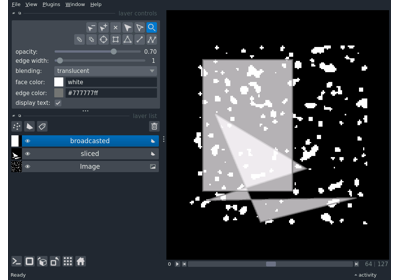 File View Plugins Window Help
layer controls
opacity: 0.70
edge width: 1
blending: translucent
face color: white
edge color: #777777ff
display text:
layer list
broadcasted
sliced
Image
64 127
Ready
activity